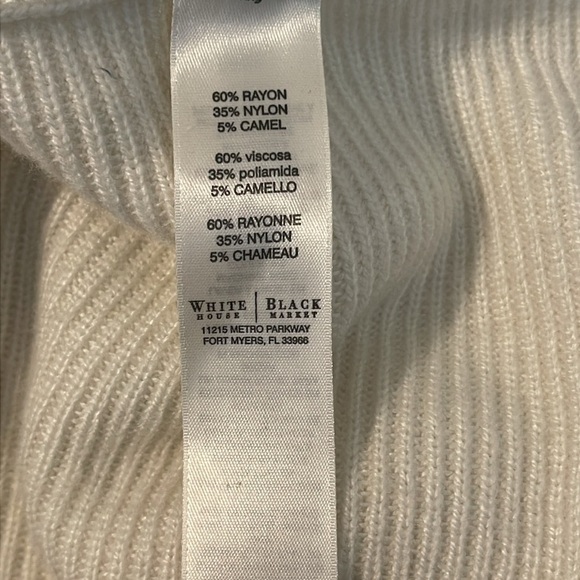 60% RAYON
35% NYLON
5% CAMEL
60% viscosa
35% poliamida
5% CAMELLO
60% RAYONNE
35% NYLON
5% CHAMEAU
WHITE HOUSE | BLACK MARKET
11215 METRO PARKWAY
FORT MYERS, FL 33966